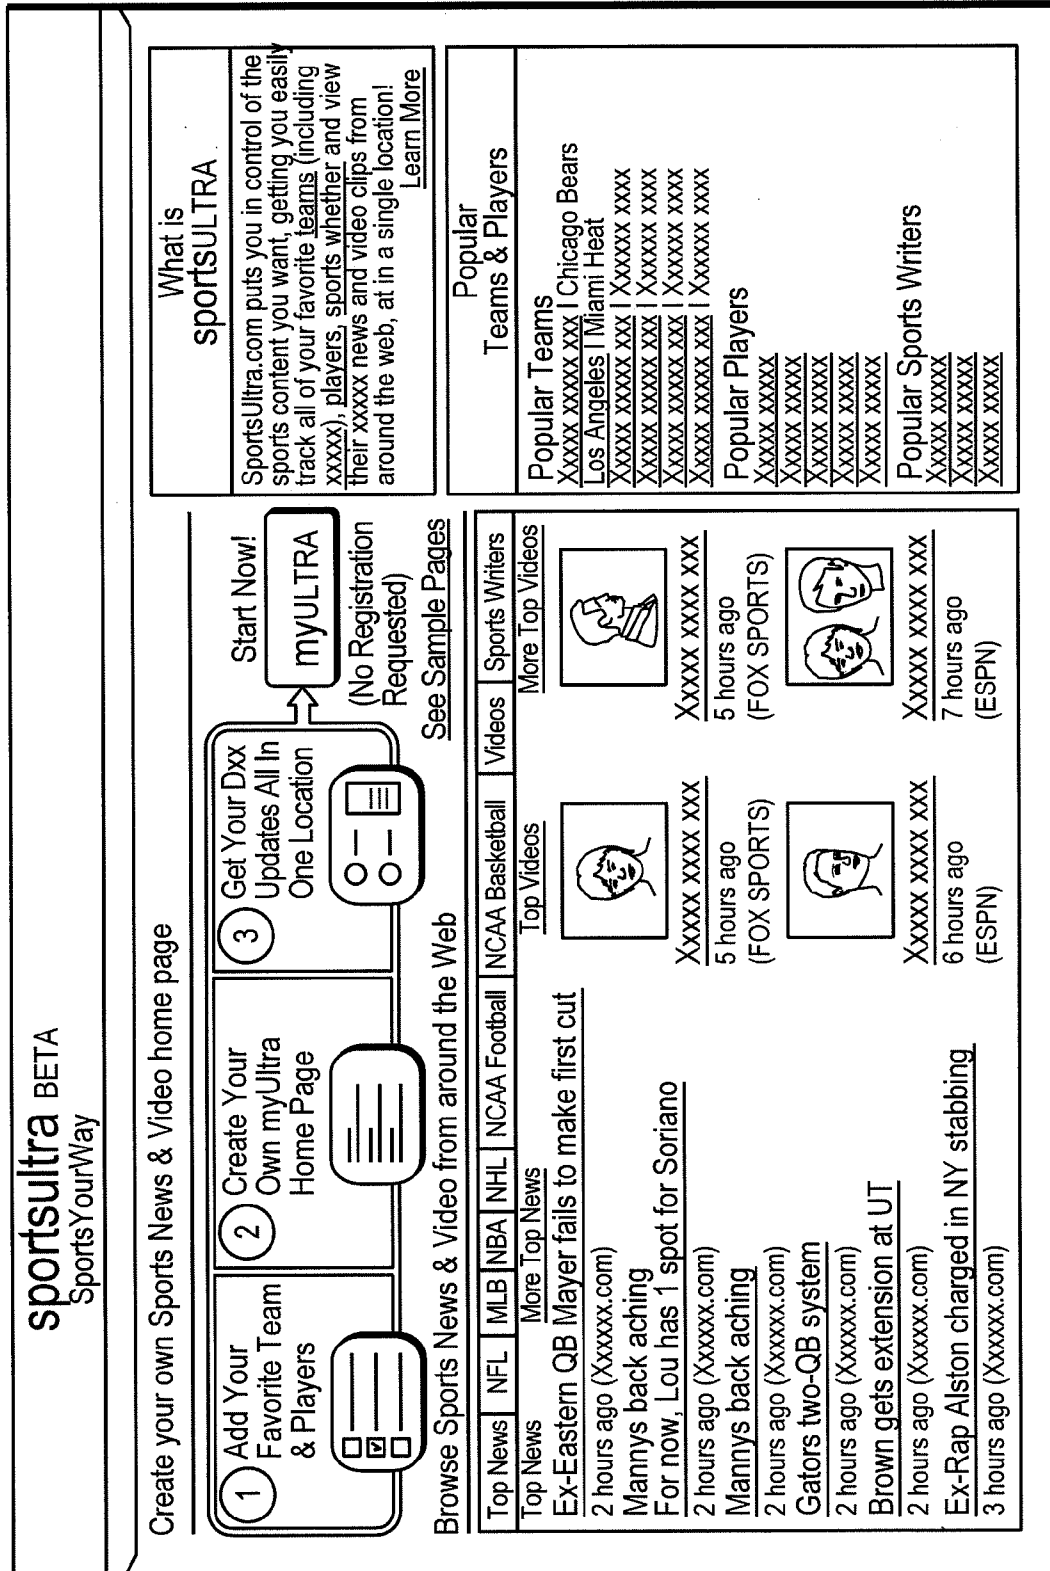 sportsultra BETA
SportsYourWay
Create your own Sports News & Video home page
1 Add Your
Favorite Team
& Players
2 Create Your
Own myUltra
Home Page
3 Get Your Dxx
Updates All In
One Location
Start Now!
myULTRA
(No Registration
Requested)
See Sample Pages
What is
sportsULTRA
SportsUltra.com puts you in control of the
sports content you want, getting you easily
track all of your favorite teams (including
xxxxx), players, sports whether and view
their xxxxx news and video clips from
around the web, at in a single location!
Learn More
Browse Sports News & Video from around the Web
Top News NFL MLB NBA NHL NCAA Football NCAA Basketball Videos Sports Writers
Top News More Top News
Ex-Eastern QB Mayer fails to make first cut
2 hours ago (Xxxxxx.com)
Mannys back aching
For now, Lou has 1 spot for Soriano
2 hours ago (Xxxxxx.com)
Mannys back aching
2 hours ago (Xxxxxx.com)
Gators two-QB system
2 hours ago (Xxxxxx.com)
Brown gets extension at UT
2 hours ago (Xxxxxx.com)
Ex-Rap Alston charged in NY stabbing
3 hours ago (Xxxxxx.com)
Top Videos More Top Videos
Xxxxx xxxxx xxxx xxx
5 hours ago
(FOX SPORTS)
Xxxxx xxxx xxxx xxx
5 hours ago
(FOX SPORTS)
Xxxxx xxxx xxxx xxx
6 hours ago
(ESPN)
Xxxxx xxxx xxxx xxx
7 hours ago
(ESPN)
Popular
Teams & Players
Popular Teams
Xxxxx xxxxxx xxx | Chicago Bears
Los Angeles | Miami Heat
Xxxxx xxxx xxxx xxx | Xxxxxx xxxx
Xxxxx xxxx xxxx xxx | Xxxxxx xxxx
Xxxxx xxxx xxxx xxx | Xxxxxx xxxx
Xxxxx xxxx xxxx xxx | Xxxxxx xxxx
Popular Players
Xxxxx xxxxx
Xxxxx xxxxx
Xxxxx xxxxx
Xxxxx xxxxx
Xxxxx xxxxx
Popular Sports Writers
Xxxxx xxxxx
Xxxxx xxxxx
Xxxxx xxxxx